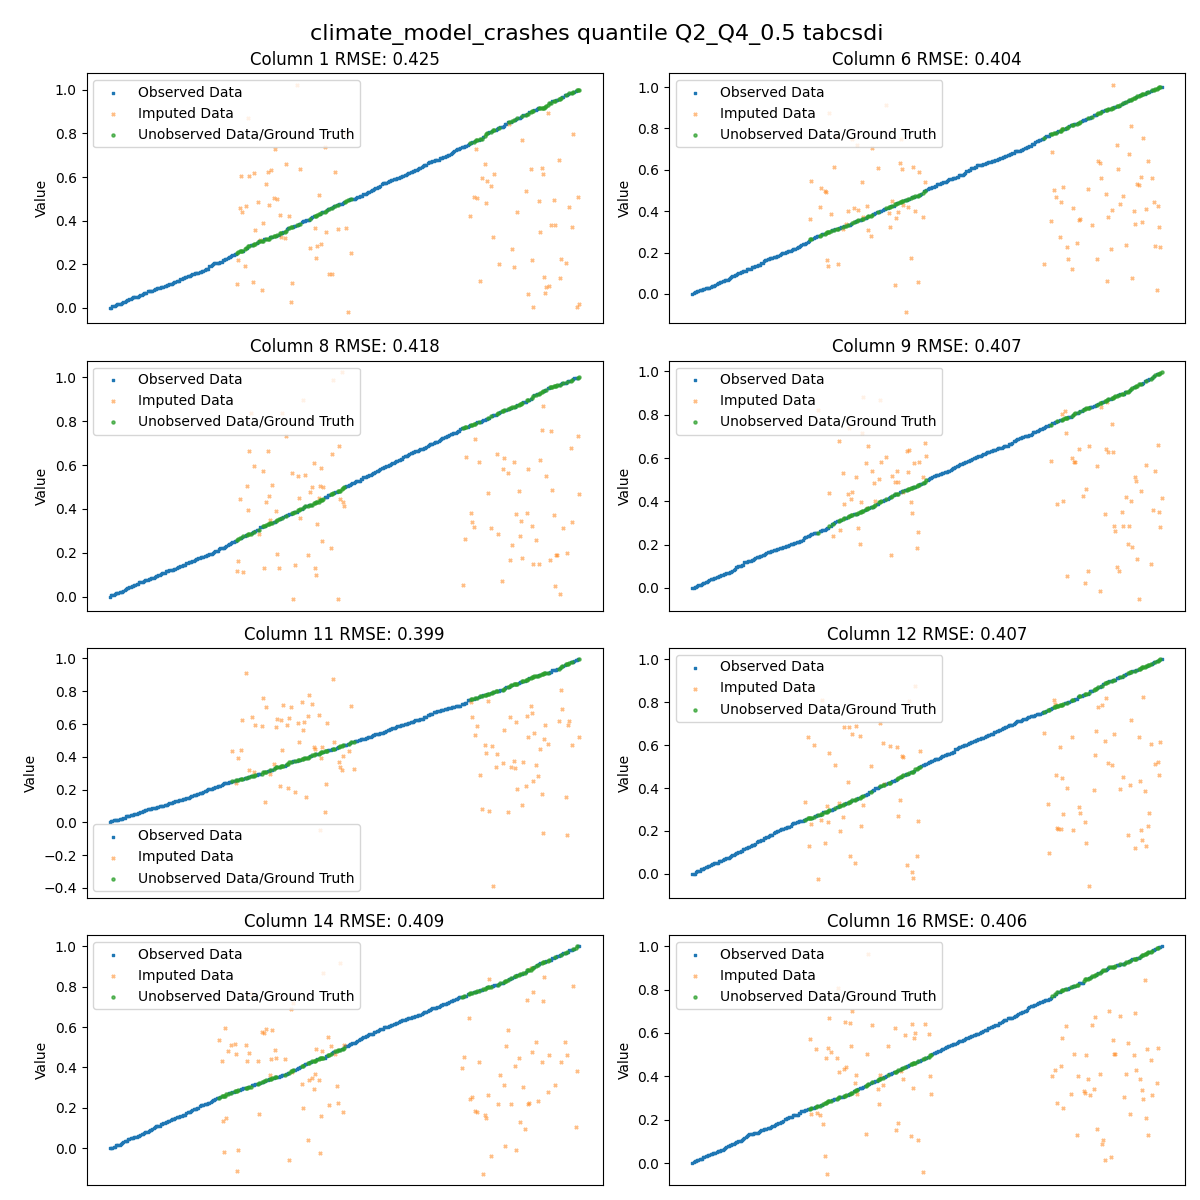 climate_model_crashes quantile Q2_Q4_0.5 tabcsdi
Column 1 RMSE: 0.425
Value
1.0
0.8
0.6
0.4
0.2
0.0
Observed Data
Imputed Data
Unobserved Data/Ground Truth
Column 6 RMSE: 0.404
Value
1.0
0.8
0.6
0.4
0.2
0.0
Observed Data
Imputed Data
Unobserved Data/Ground Truth
Column 8 RMSE: 0.418
Value
1.0
0.8
0.6
0.4
0.2
0.0
Observed Data
Imputed Data
Unobserved Data/Ground Truth
Column 9 RMSE: 0.407
Value
1.0
0.8
0.6
0.4
0.2
0.0
Observed Data
Imputed Data
Unobserved Data/Ground Truth
Column 11 RMSE: 0.399
Value
1.0
0.8
0.6
0.4
0.2
0.0
−0.2
−0.4
Observed Data
Imputed Data
Unobserved Data/Ground Truth
Column 12 RMSE: 0.407
Value
1.0
0.8
0.6
0.4
0.2
0.0
Observed Data
Imputed Data
Unobserved Data/Ground Truth
Column 14 RMSE: 0.409
Value
1.0
0.8
0.6
0.4
0.2
0.0
Observed Data
Imputed Data
Unobserved Data/Ground Truth
Column 16 RMSE: 0.406
Value
1.0
0.8
0.6
0.4
0.2
0.0
Observed Data
Imputed Data
Unobserved Data/Ground Truth